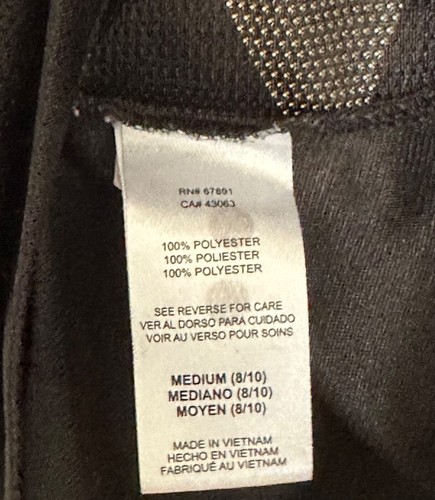 RN# 67891
CA# 43063
100% POLYESTER
100% POLIESTER
100% POLYESTER
SEE REVERSE FOR CARE
VER AL DORSO PARA CUIDADO
VOIR AU VERSO POUR SOINS
MEDIUM (8/10)
MEDIANO (8/10)
MOYEN (8/10)
MADE IN VIETNAM
HECHO EN VIETNAM
FABRIQUÉ AU VIETNAM